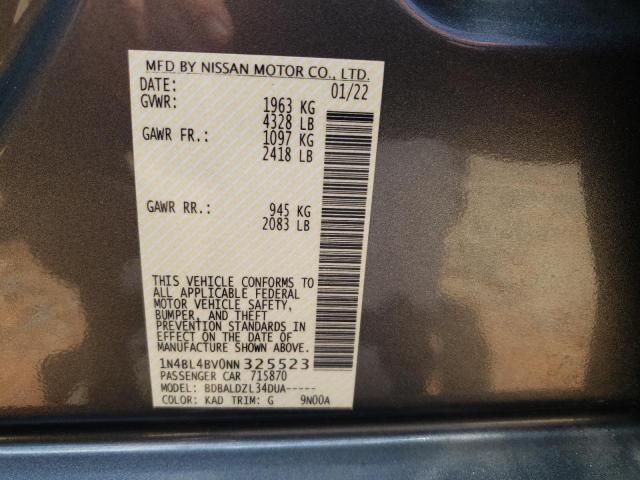 MFD BY NISSAN MOTOR CO., LTD.
DATE: 01/22
GVWR: 1963 KG
4328 LB
GAWR FR.: 1097 KG
2418 LB
GAWR RR.: 945 KG
2083 LB
THIS VEHICLE CONFORMS TO
ALL APPLICABLE FEDERAL
MOTOR VEHICLE SAFETY,
BUMPER, AND THEFT
PREVENTION STANDARDS IN
EFFECT ON THE DATE OF
MANUFACTURE SHOWN ABOVE.
1N4BL4BV0NN 325523
PASSENGER CAR 715870
MODEL: BDBALDZL34DUA-----
COLOR: KAD TRIM: G 9N00A